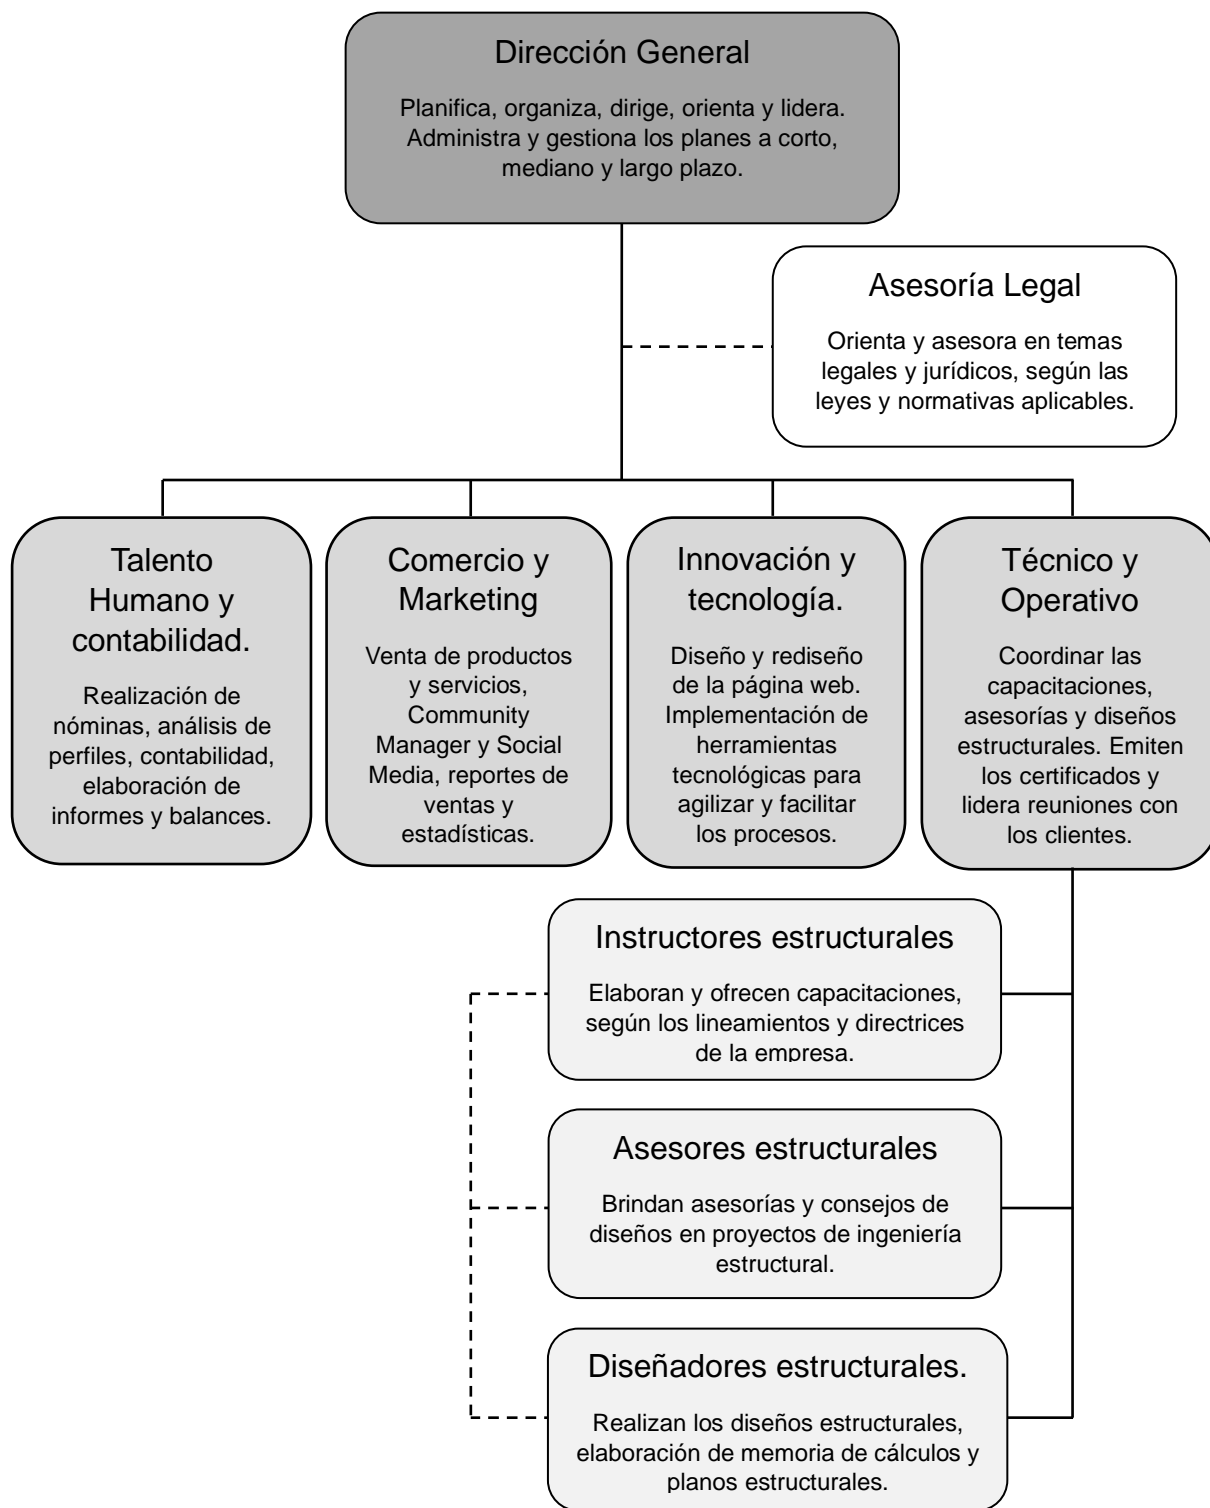 Dirección General
Planifica, organiza, dirige, orienta y lidera.
Administra y gestiona los planes a corto,
mediano y largo plazo.
Asesoría Legal
Orienta y asesora en temas
legales y jurídicos, según las
leyes y normativas aplicables.
Talento
Humano y
contabilidad.
Realización de
nóminas, análisis de
perfiles, contabilidad,
elaboración de
informes y balances.
Comercio y
Marketing
Venta de productos
y servicios,
Community
Manager y Social
Media, reportes de
ventas y
estadísticas.
Innovación y
tecnología.
Diseño y rediseño
de la página web.
Implementación de
herramientas
tecnológicas para
agilizar y facilitar
los procesos.
Técnico y
Operativo
Coordinar las
capacitaciones,
asesorías y diseños
estructurales. Emiten
los certificados y
lidera reuniones con
los clientes.
Instructores estructurales
Elaboran y ofrecen capacitaciones,
según los lineamientos y directrices
de la empresa.
Asesores estructurales
Brindan asesorías y consejos de
diseños en proyectos de ingeniería
estructural.
Diseñadores estructurales.
Realizan los diseños estructurales,
elaboración de memoria de cálculos y
planos estructurales.